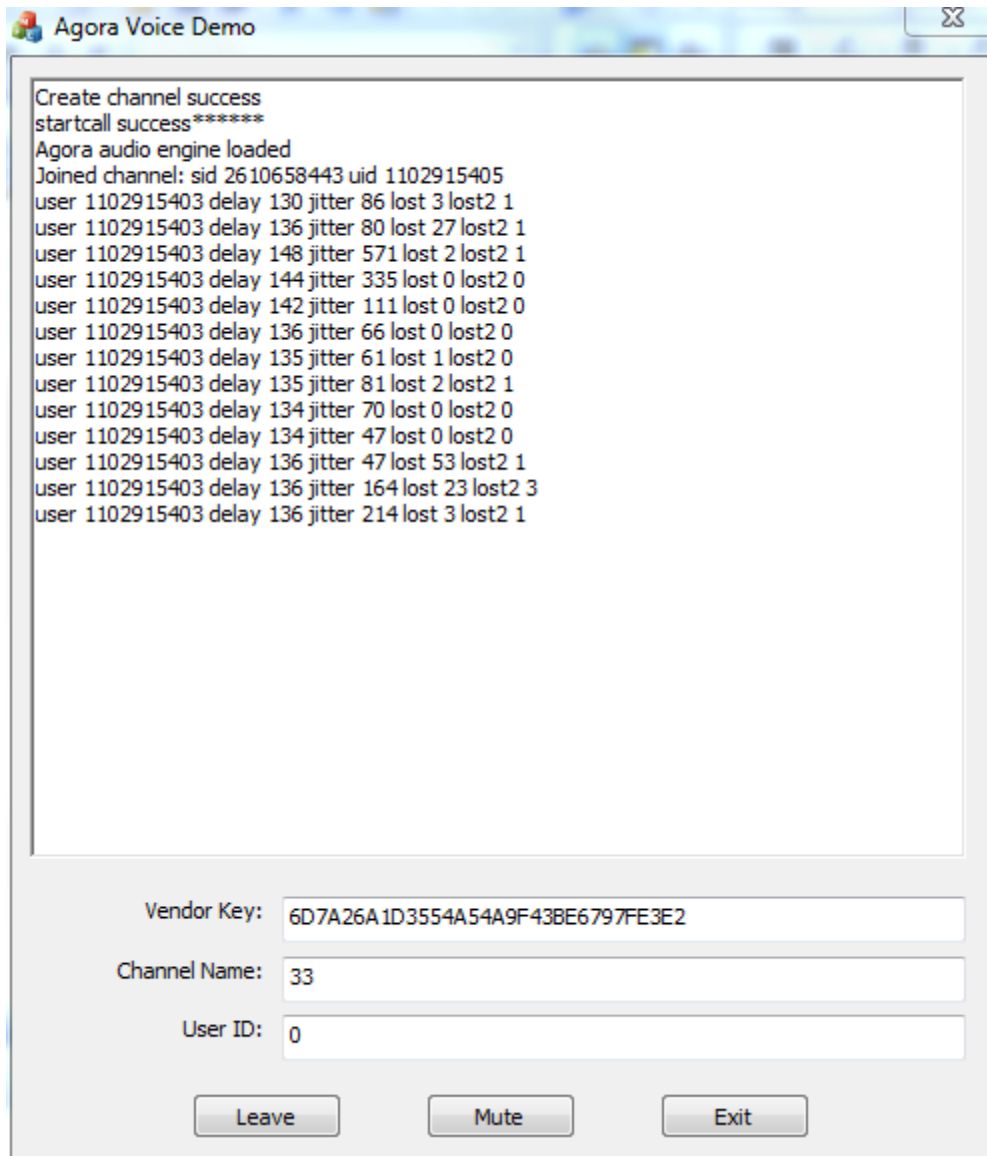 Agora Voice Demo
Create channel success
startcall success******
Agora audio engine loaded
Joined channel: sid 2610658443 uid 1102915405
user 1102915403 delay 130 jitter 86 lost 3 lost2 1
user 1102915403 delay 136 jitter 80 lost 27 lost2 1
user 1102915403 delay 148 jitter 571 lost 2 lost2 1
user 1102915403 delay 144 jitter 335 lost 0 lost2 0
user 1102915403 delay 142 jitter 111 lost 0 lost2 0
user 1102915403 delay 136 jitter 66 lost 0 lost2 0
user 1102915403 delay 135 jitter 61 lost 1 lost2 0
user 1102915403 delay 135 jitter 81 lost 2 lost2 1
user 1102915403 delay 134 jitter 70 lost 0 lost2 0
user 1102915403 delay 134 jitter 47 lost 0 lost2 0
user 1102915403 delay 136 jitter 47 lost 53 lost2 1
user 1102915403 delay 136 jitter 164 lost 23 lost2 3
user 1102915403 delay 136 jitter 214 lost 3 lost2 1
Vendor Key: 6D7A26A1D3554A54A9F43BE6797FE3E2
Channel Name: 33
User ID: 0
Leave Mute Exit